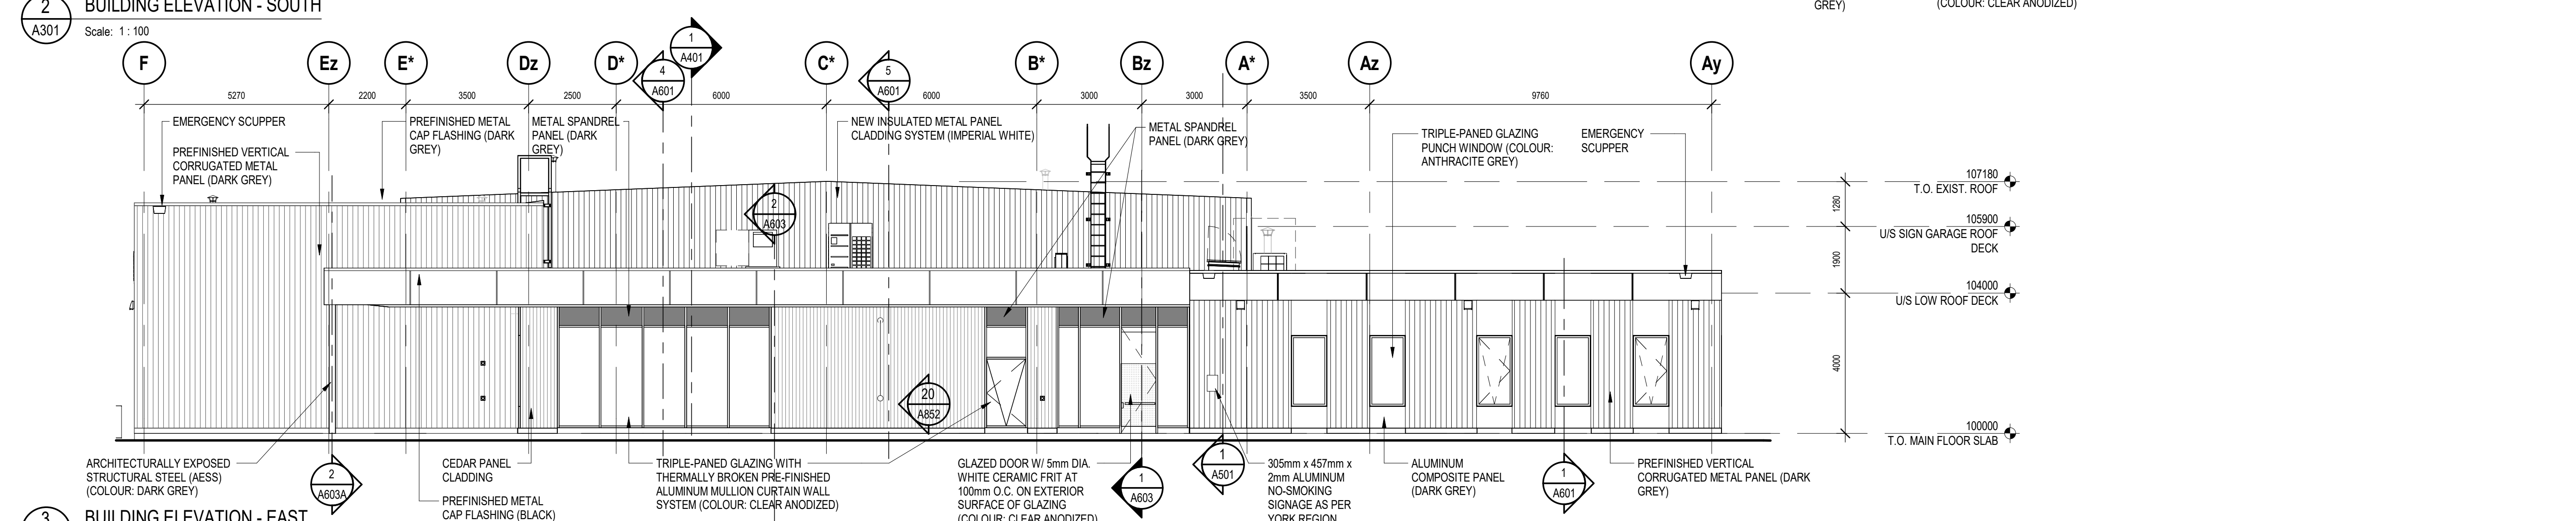 2
A301
BUILDING ELEVATION - SOUTH
Scale: 1 : 100
GREY)
(COLOUR: CLEAR ANODIZED)
F
Ez
E*
Dz
D*
4
A601
1
A401
C*
5
A601
B*
Bz
A*
Az
Ay
5270
2200
3500
2500
6000
6000
3000
3000
3500
9760
EMERGENCY SCUPPER
PREFINISHED VERTICAL
CORRUGATED METAL
PANEL (DARK GREY)
PREFINISHED METAL
CAP FLASHING (DARK
GREY)
METAL SPANDREL
PANEL (DARK
GREY)
NEW INSULATED METAL PANEL
CLADDING SYSTEM (IMPERIAL WHITE)
METAL SPANDREL
PANEL (DARK GREY)
TRIPLE-PANED GLAZING
PUNCH WINDOW (COLOUR:
ANTHRACITE GREY)
EMERGENCY
SCUPPER
107180
T.O. EXIST. ROOF
1280
105900
U/S SIGN GARAGE ROOF
DECK
1900
104000
U/S LOW ROOF DECK
4000
100000
T.O. MAIN FLOOR SLAB
2
A603
20
A852
ARCHITECTURALLY EXPOSED
STRUCTURAL STEEL (AESS)
(COLOUR: DARK GREY)
2
A603A
CEDAR PANEL
CLADDING
PREFINISHED METAL
CAP FLASHING (BLACK)
TRIPLE-PANED GLAZING WITH
THERMALLY BROKEN PRE-FINISHED
ALUMINUM MULLION CURTAIN WALL
SYSTEM (COLOUR: CLEAR ANODIZED)
GLAZED DOOR W/ 5mm DIA.
WHITE CERAMIC FRIT AT
100mm O.C. ON EXTERIOR
SURFACE OF GLAZING
(COLOUR: CLEAR ANODIZED)
1
A603
1
A501
305mm x 457mm x
2mm ALUMINUM
NO-SMOKING
SIGNAGE AS PER
YORK REGION
ALUMINUM
COMPOSITE PANEL
(DARK GREY)
1
A601
PREFINISHED VERTICAL
CORRUGATED METAL PANEL (DARK
GREY)
3
BUILDING ELEVATION - EAST